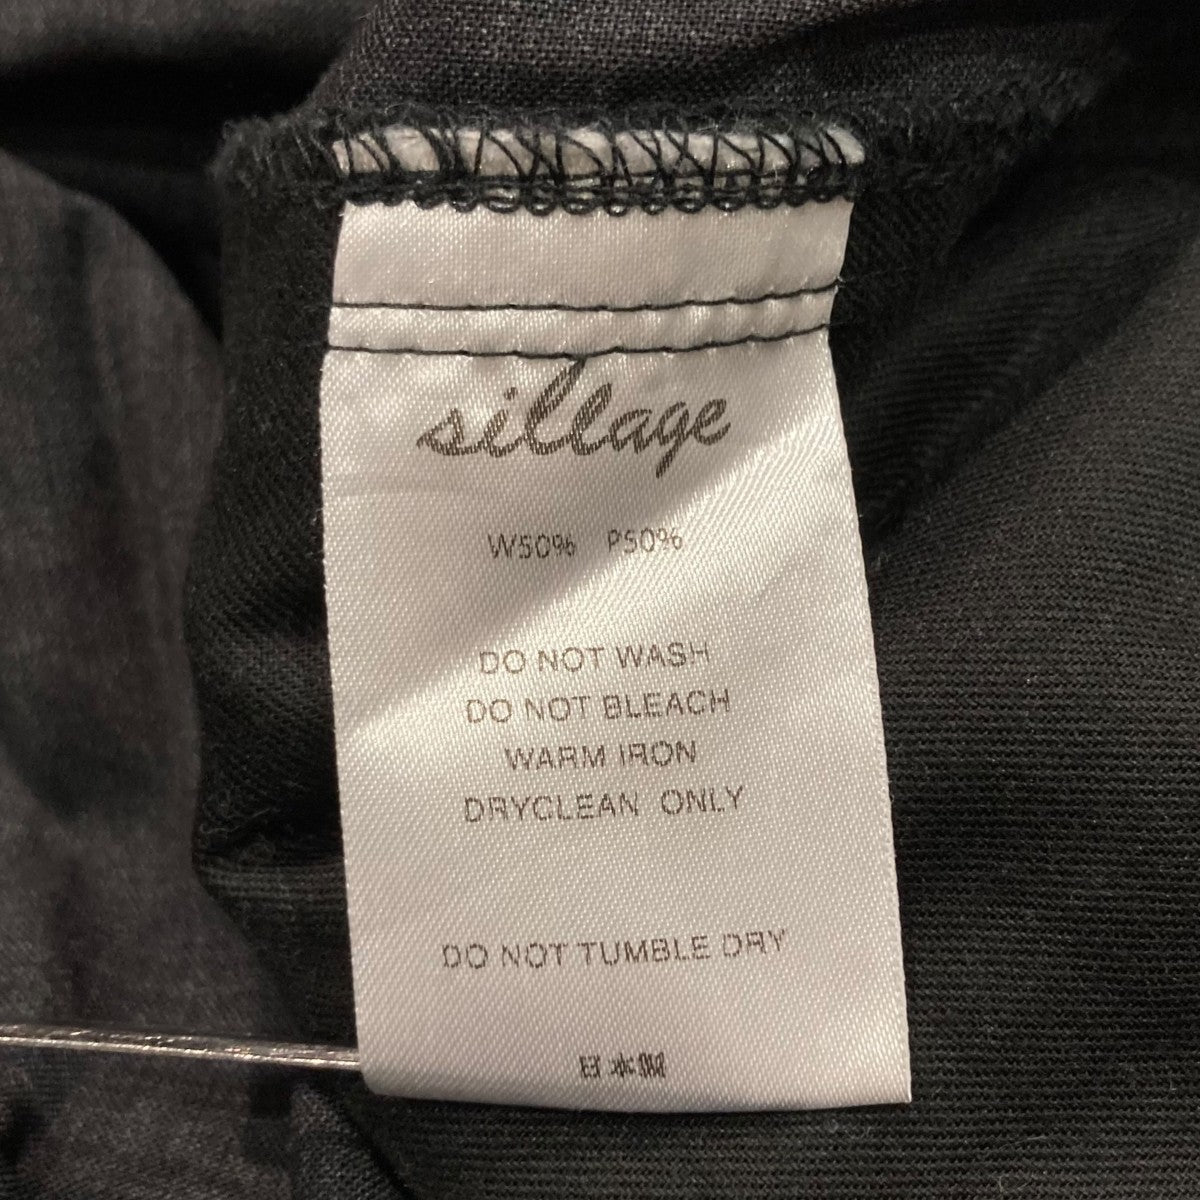 sillage
W50% P50%
DO NOT WASH
DO NOT BLEACH
WARM IRON
DRYCLEAN ONLY
DO NOT TUMBLE DRY
日本製